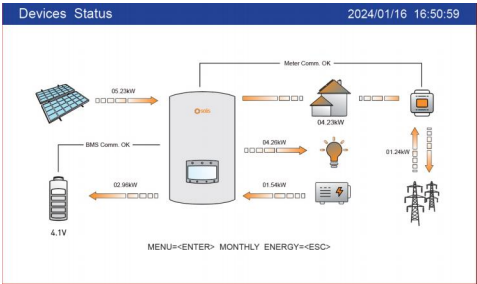 Devices Status 2024/01/16 16:50:59
Meter Comm. OK
05.23kW
solis
04.23kW
BMS Comm. OK
04.26kW
01.24kW
02.96kW
01.54kW
4.1V
MENU=<ENTER> MONTHLY ENERGY=<ESC>